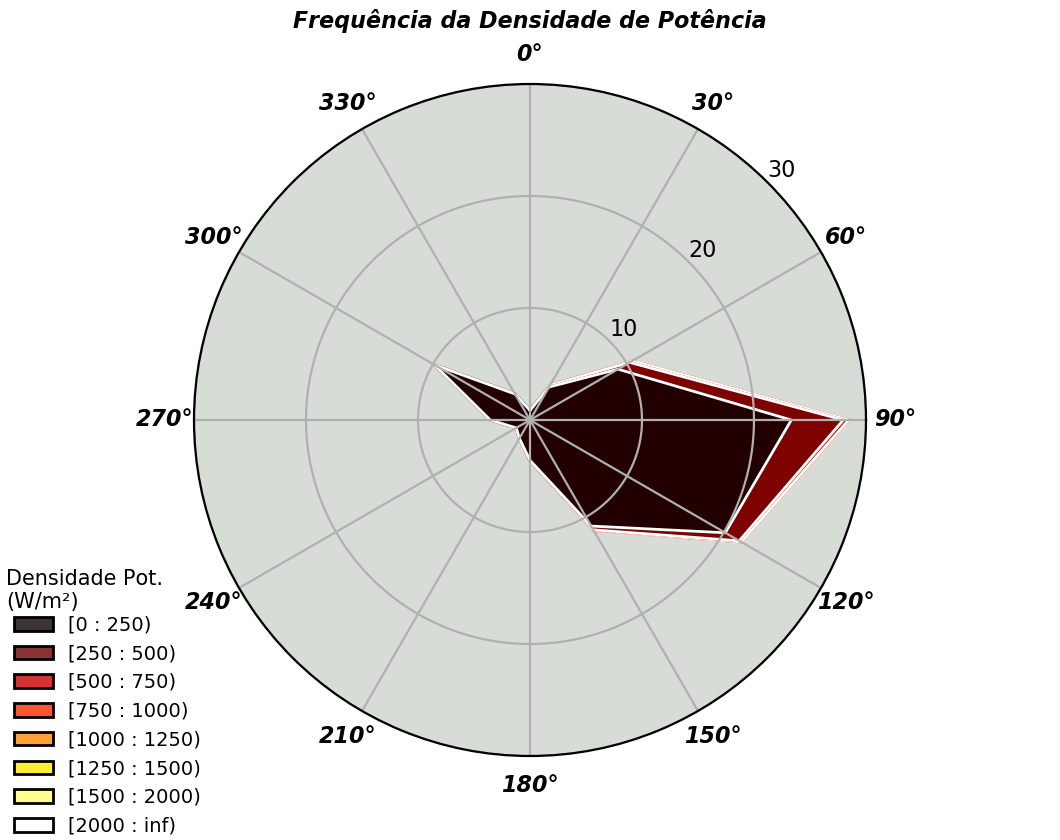 Frequência da Densidade de Potência
0°
330°
30°
30
300°
60°
20
10
270°
90°
Densidade Pot.
(W/m²)
240°
120°
[0 : 250)
[250 : 500)
[500 : 750)
[750 : 1000)
210°
150°
[1000 : 1250)
[1250 : 1500)
180°
[1500 : 2000)
[2000 : inf)